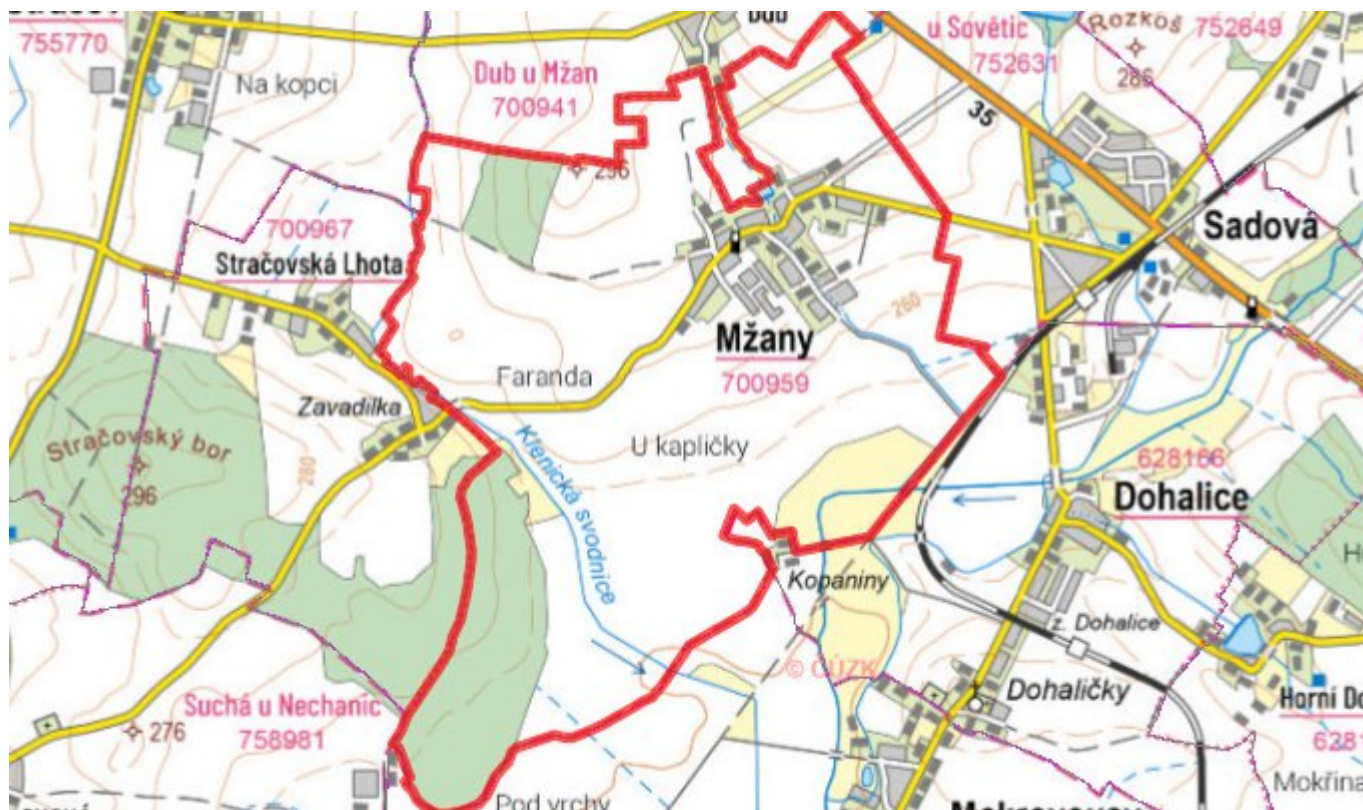 755770
Dub
u Sovětic
752631
Rozkoš
286
752649
Na kopci
Dub u Mžan
700941
35
296
700967
Stračovská Lhota
Sadová
260
Mžany
700959
Faranda
Zavadilka
Stračovský bor
296
280
U kapličky
Křenická svodnice
628166
Dohalice
Kopaniny
z. Dohalice
© ČÚZK
Dohaličky
Suchá u Nechanic
758981
276
Horní Do
628
Mokřina
Pod vrchy